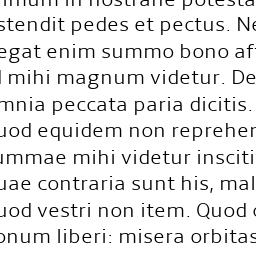 nostrane potesta
stendit pedes et pectus. Ne
egat enim summo bono aff
mihi magnum videtur. De
mnia peccata paria dicitis.
uod equidem non reprehen
ummae mihi videtur insciti
uae contraria sunt his, mal
uod vestri non item. Quod
onum liberi: misera orbitas